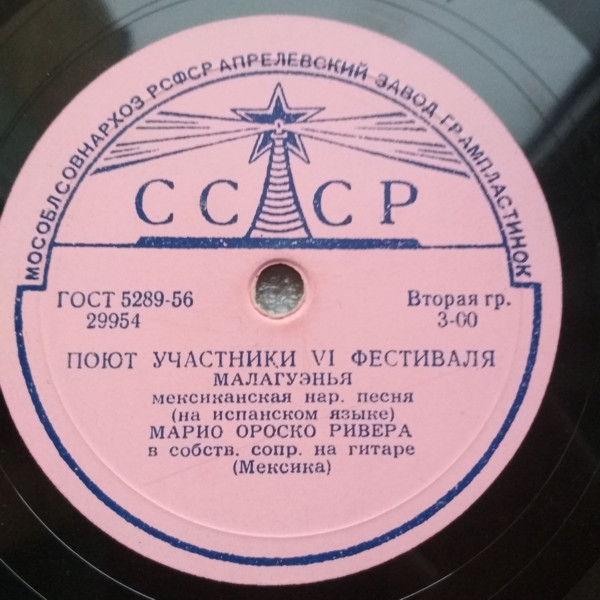 МОСОБЛСОВНАРХОЗ РСФСР АПРЕЛЕВСКИЙ ЗАВОД ГРАМПЛАСТИНОК
СССР
ГОСТ 5289-56
29954
Вторая гр.
3-00
ПОЮТ УЧАСТНИКИ VI ФЕСТИВАЛЯ
МАЛАГУЭНЬЯ
мексиканская нар. песня
(на испанском языке)
МАРИО ОРОСКО РИВЕРА
в собств. сопр. на гитаре
(Мексика)